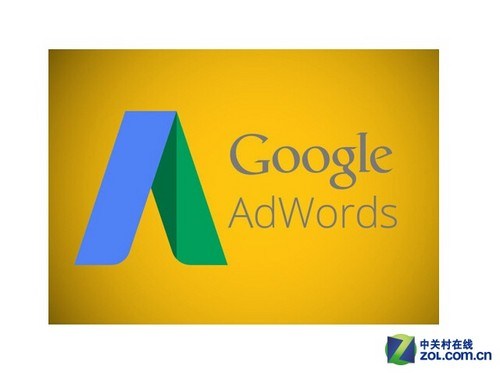 Google
AdWords
中关村在线
ZOL.com.cn